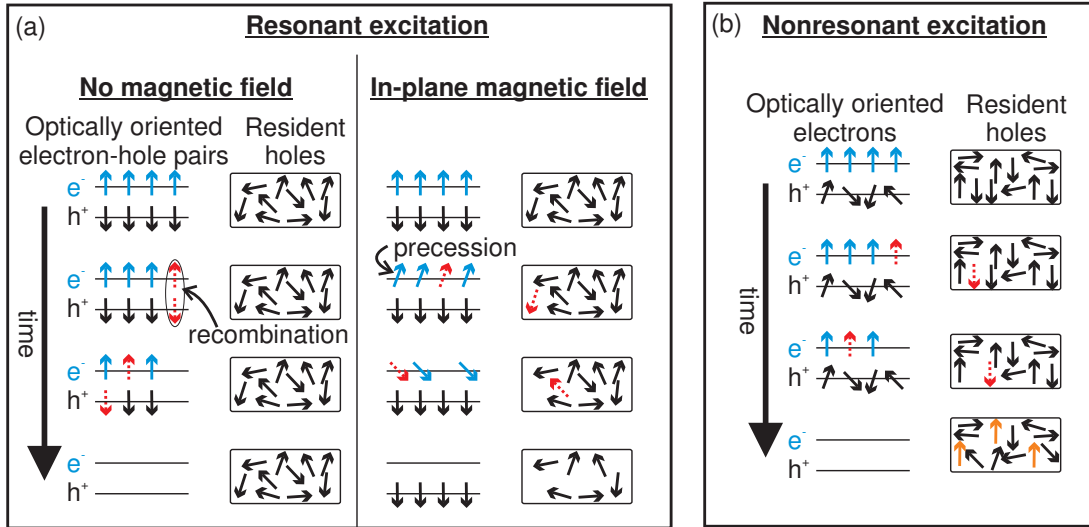 (a)
Resonant excitation
No magnetic field
Optically oriented
electron-hole pairs
Resident
holes
e⁻
h⁺
e⁻
h⁺
recombination
e⁻
h⁺
e⁻
h⁺
time
In-plane magnetic field
precession
(b)
Nonresonant excitation
Optically oriented
electrons
Resident
holes
e⁻
h⁺
e⁻
h⁺
e⁻
h⁺
e⁻
h⁺
time